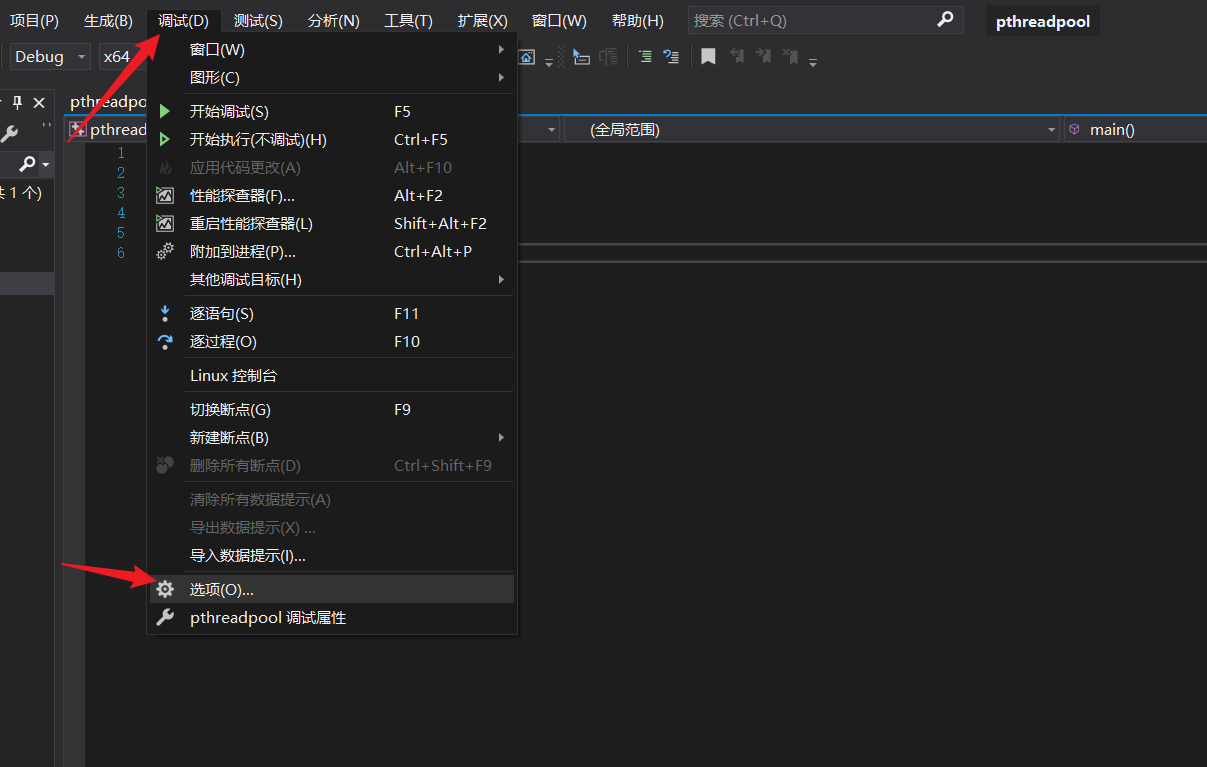 项目(P) 生成(B) 调试(D) 测试(S) 分析(N) 工具(T) 扩展(X) 窗口(W) 帮助(H) 搜索 (Ctrl+Q) pthreadpool
Debug x64
pthreadpo
pthread (全局范围) main()
共 1 个)
1
2
3
4
5
6
窗口(W)
图形(C)
开始调试(S) F5
开始执行(不调试)(H) Ctrl+F5
应用代码更改(A) Alt+F10
性能探查器(F)... Alt+F2
重启性能探查器(L) Shift+Alt+F2
附加到进程(P)... Ctrl+Alt+P
其他调试目标(H)
逐语句(S) F11
逐过程(O) F10
Linux 控制台
切换断点(G) F9
新建断点(B)
删除所有断点(D) Ctrl+Shift+F9
清除所有数据提示(A)
导出数据提示(X) ...
导入数据提示(I)...
选项(O)...
pthreadpool 调试属性